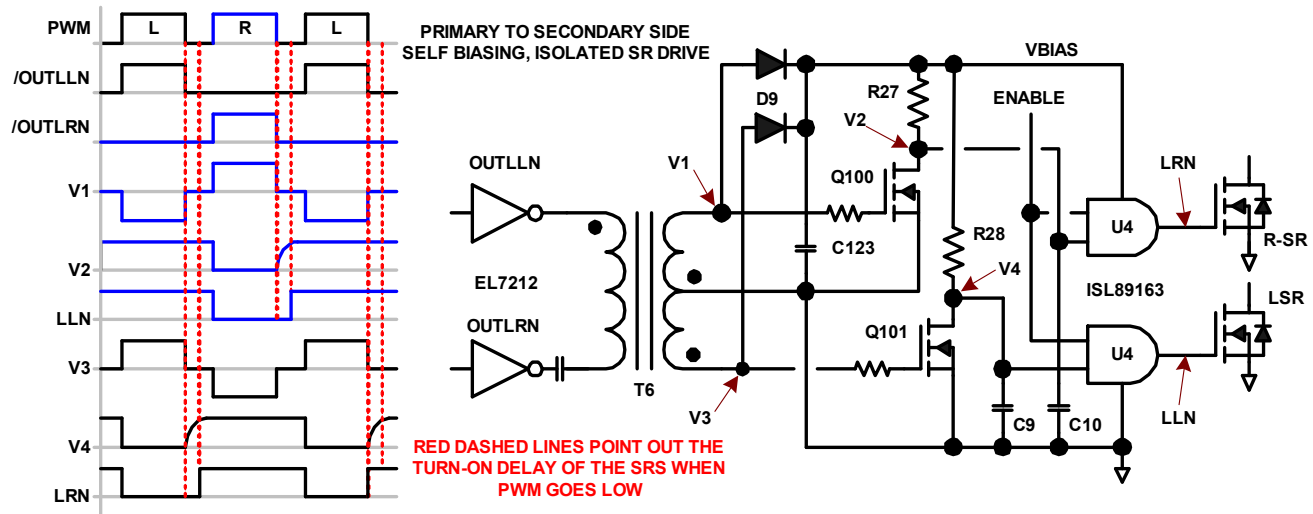 PWM
L
R
L
/OUTLLN
/OUTLRN
V1
V2
LLN
V3
V4
LRN
PRIMARY TO SECONDARY SIDE
SELF BIASING, ISOLATED SR DRIVE
RED DASHED LINES POINT OUT THE
TURN-ON DELAY OF THE SRS WHEN
PWM GOES LOW
OUTLLN
EL7212
OUTLRN
T6
V1
V3
D9
C123
V2
R27
Q100
R28
V4
Q101
C9
C10
VBIAS
ENABLE
U4
ISL89163
U4
LRN
R-SR
LSR
LLN